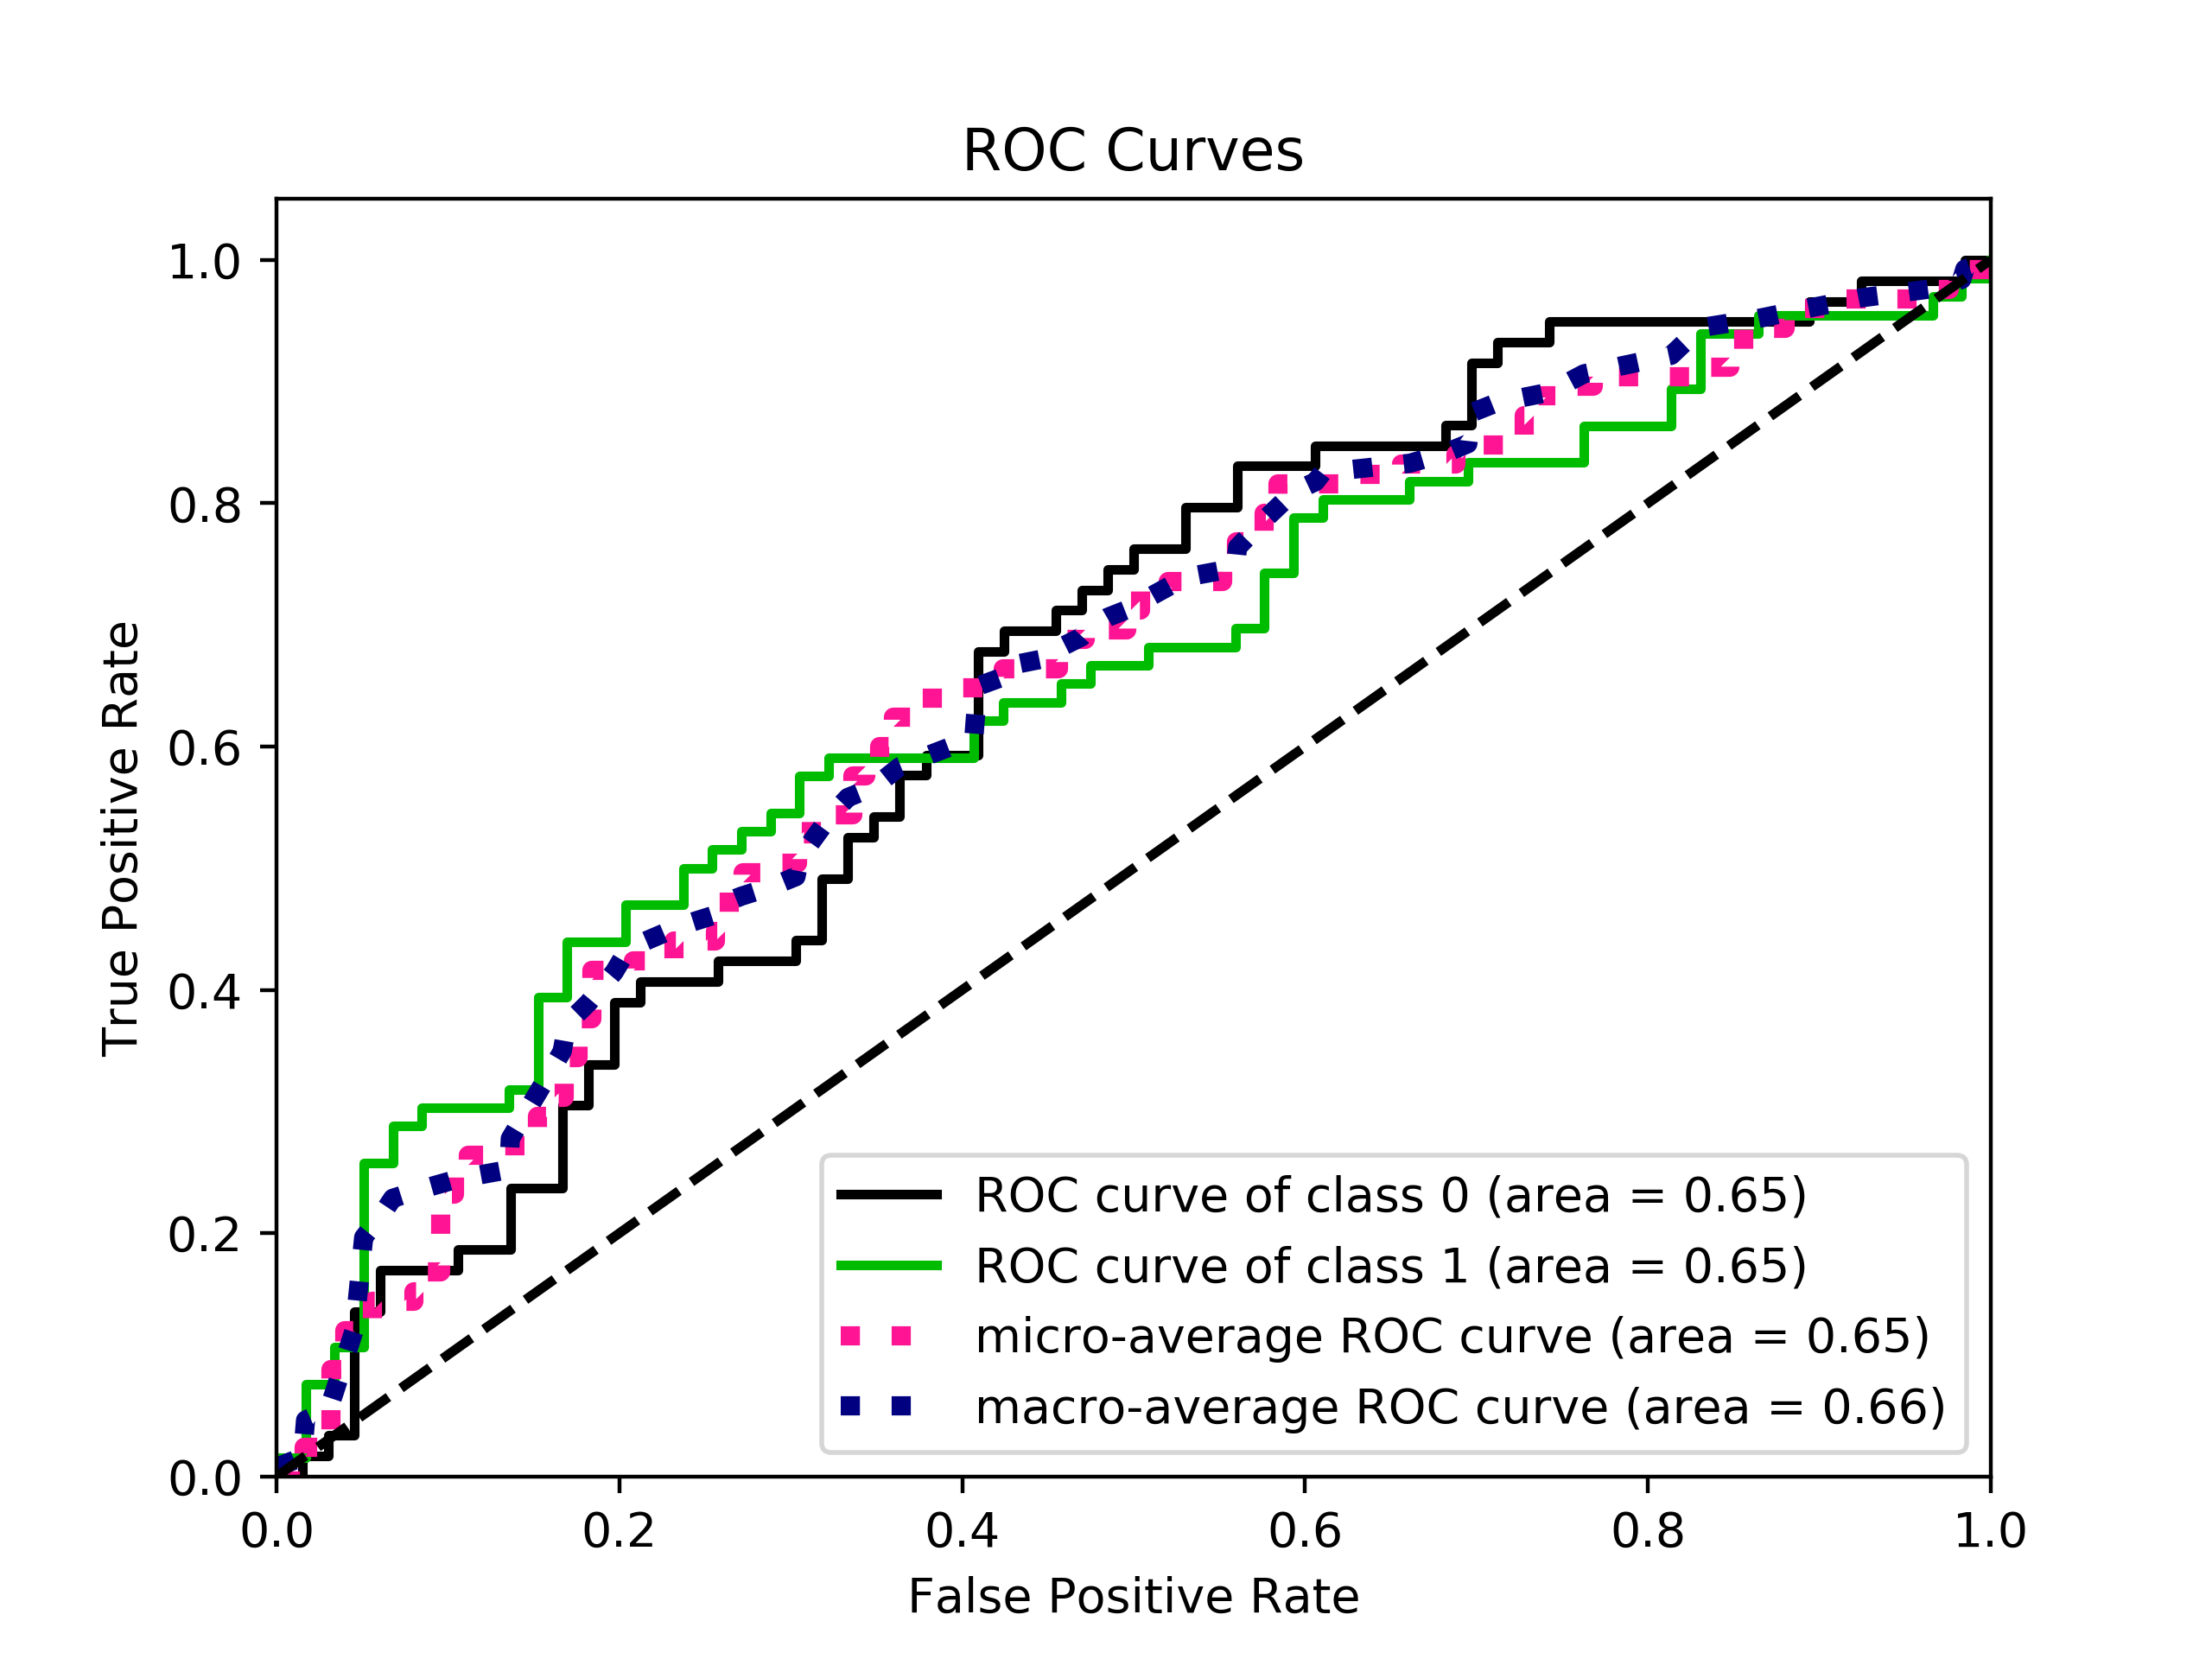 ROC Curves
True Positive Rate
1.0
0.8
0.6
0.4
0.2
0.0
0.0 0.2 0.4 0.6 0.8 1.0
False Positive Rate
ROC curve of class 0 (area = 0.65)
ROC curve of class 1 (area = 0.65)
micro-average ROC curve (area = 0.65)
macro-average ROC curve (area = 0.66)